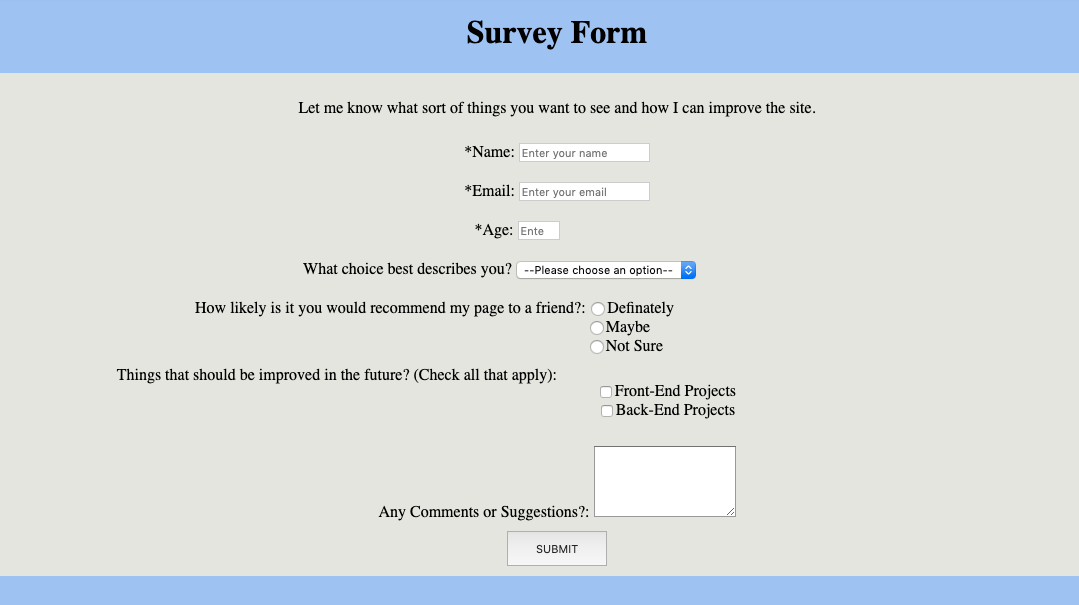 Survey Form
Let me know what sort of things you want to see and how I can improve the site.
*Name: Enter your name
*Email: Enter your email
*Age: Ente
What choice best describes you? --Please choose an option--
How likely is it you would recommend my page to a friend?: Definately
Maybe
Not Sure
Things that should be improved in the future? (Check all that apply):
Front-End Projects
Back-End Projects
Any Comments or Suggestions?:
SUBMIT